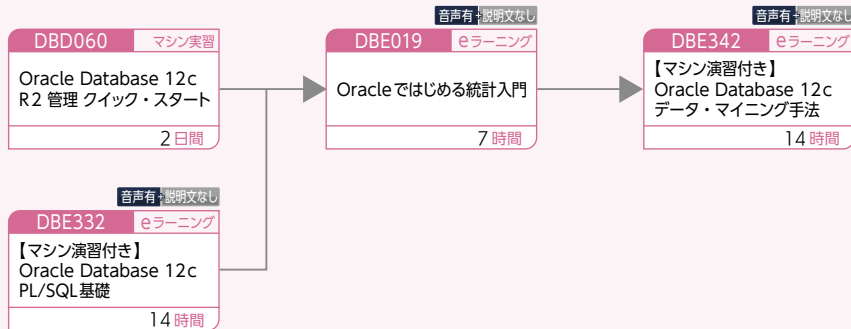 DBD060 マシン実習
Oracle Database 12c
R2 管理 クイック・スタート
2日間
音声有・説明文なし
DBE019 eラーニング
Oracleではじめる統計入門
7時間
音声有・説明文なし
DBE342 eラーニング
【マシン演習付き】
Oracle Database 12c
データ・マイニング手法
14時間
音声有・説明文なし
DBE332 eラーニング
【マシン演習付き】
Oracle Database 12c
PL/SQL基礎
14時間